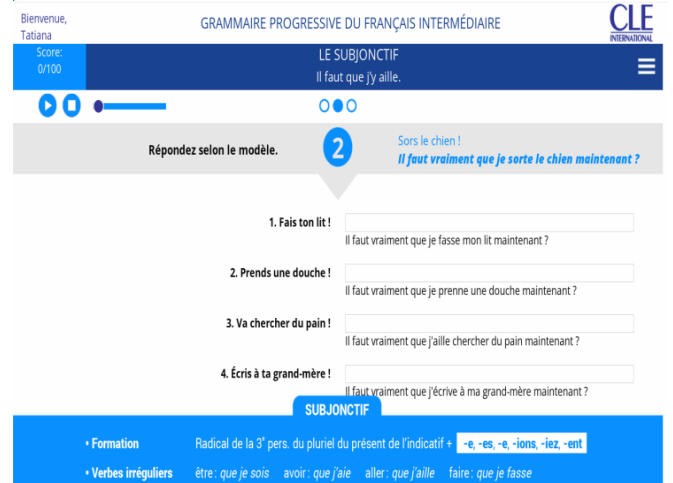 Bienvenue,
Tatiana
GRAMMAIRE PROGRESSIVE DU FRANÇAIS INTERMÉDIAIRE
CLE
INTERNATIONAL
Score:
0/100
LE SUBJONCTIF
Il faut que j'y aille.
Répondez selon le modèle.
2
Sors le chien !
Il faut vraiment que je sorte le chien maintenant ?
1. Fais ton lit !
Il faut vraiment que je fasse mon lit maintenant ?
2. Prends une douche !
Il faut vraiment que je prenne une douche maintenant ?
3. Va chercher du pain !
Il faut vraiment que j'aille chercher du pain maintenant ?
4. Écris à ta grand-mère !
Il faut vraiment que j'écrive à ma grand-mère maintenant ?
SUBJONCTIF
• Formation Radical de la 3e pers. du pluriel du présent de l'indicatif + -e, -es, -e, -ions, -iez, -ent
• Verbes irréguliers être : que je sois avoir : que j'aie aller : que j'aille faire : que je fasse